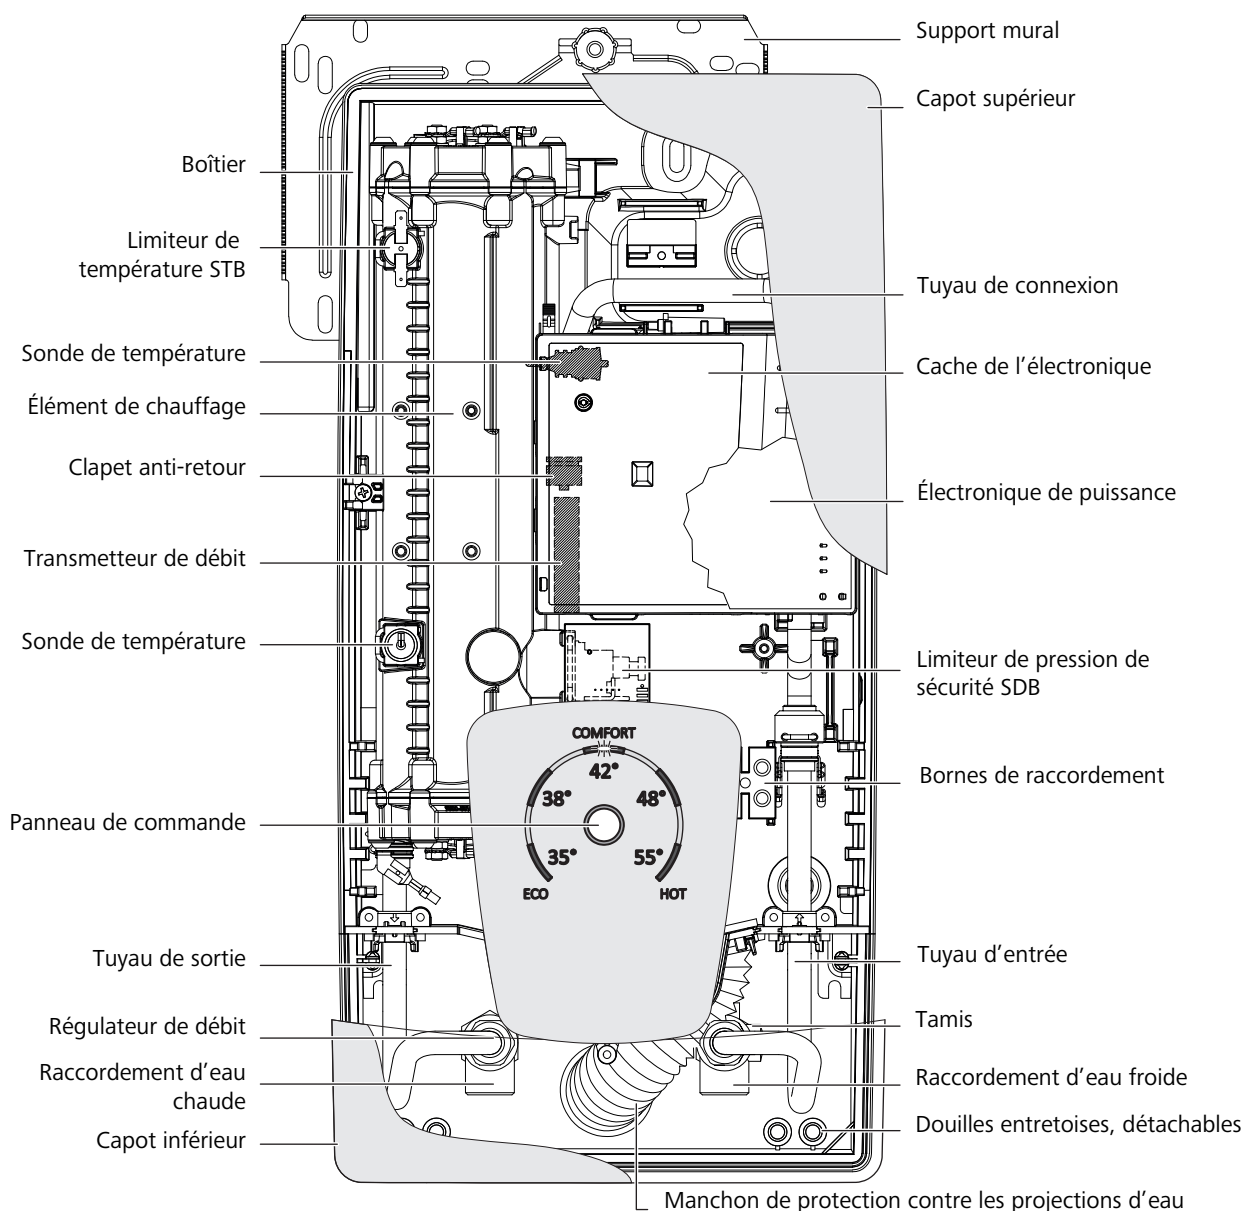 Support mural
Capot supérieur
Boîtier
Limiteur de
température STB
Tuyau de connexion
Sonde de température
Cache de l’électronique
Élément de chauffage
Clapet anti-retour
Électronique de puissance
Transmetteur de débit
Sonde de température
Limiteur de pression de
sécurité SDB
COMFORT
42°
38°
48°
35°
55°
ECO
HOT
Bornes de raccordement
Panneau de commande
Tuyau de sortie
Tuyau d’entrée
Régulateur de débit
Tamis
Raccordement d’eau
chaude
Raccordement d’eau froide
Capot inférieur
Douilles entretoises, détachables
Manchon de protection contre les projections d’eau